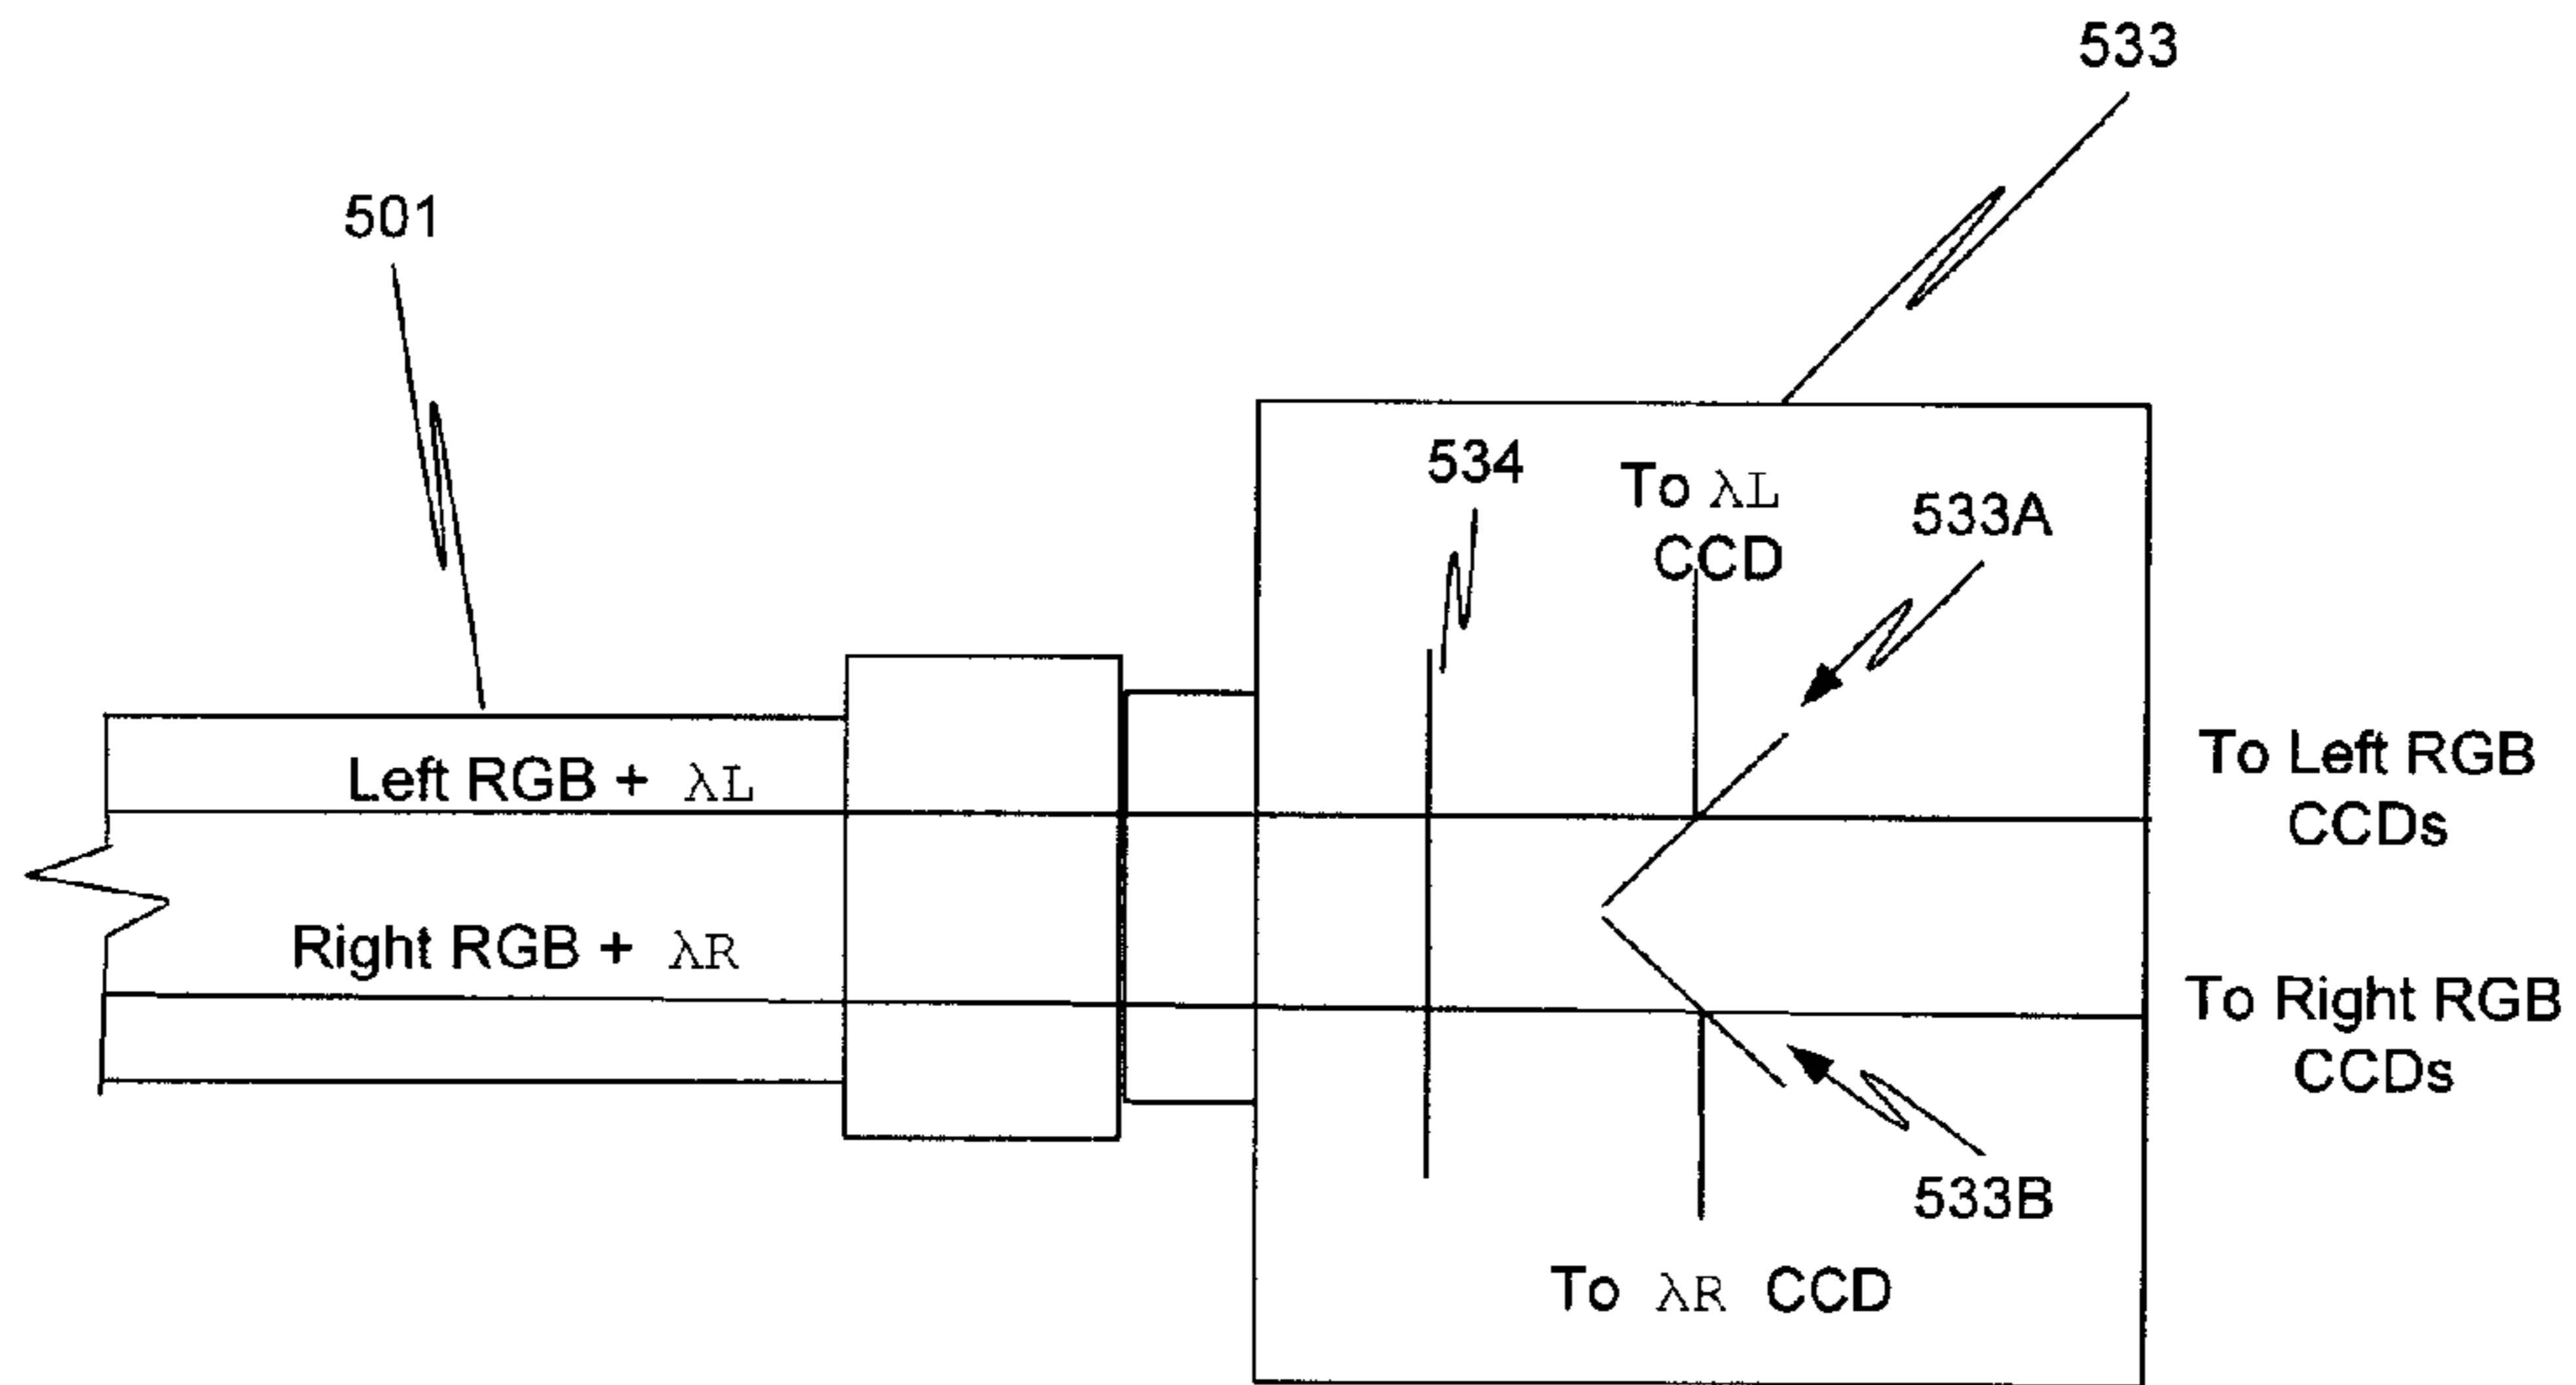 533
501
534
To λL
CCD
533A
Left RGB + λL
To Left RGB
CCDs
Right RGB + λR
To Right RGB
CCDs
533B
To λR CCD